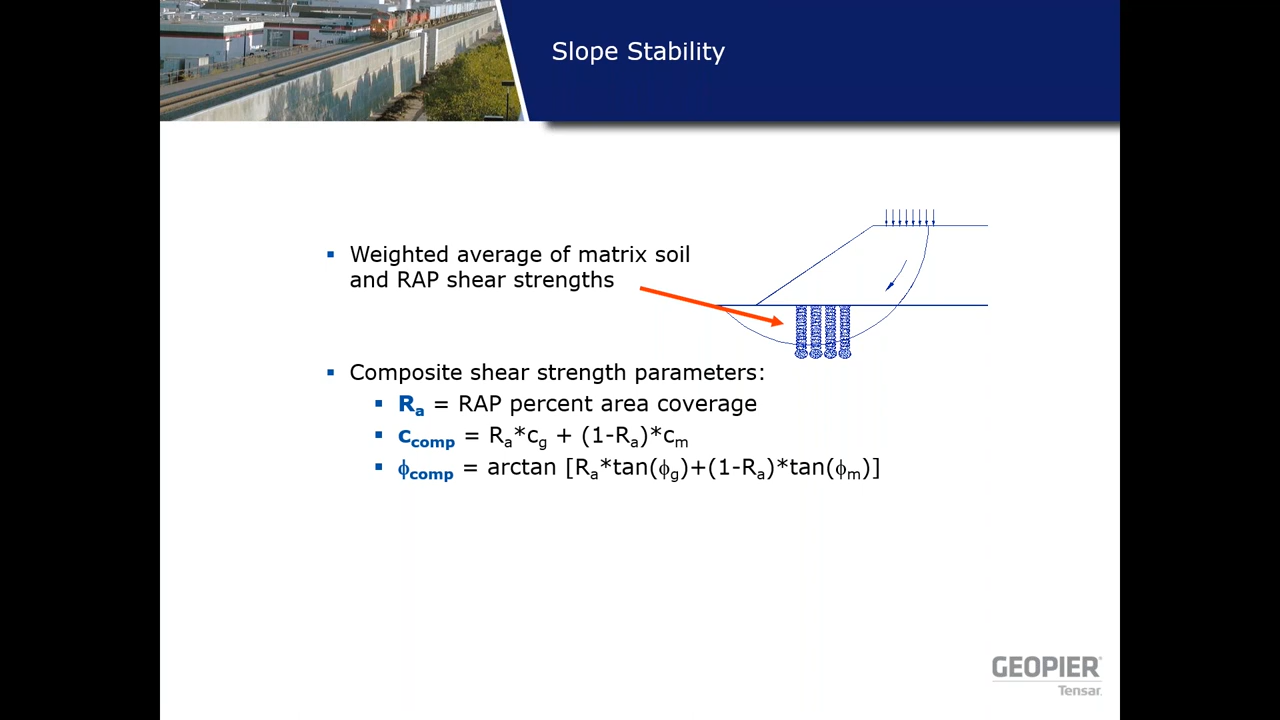 Slope Stability
Weighted average of matrix soil
and RAP shear strengths
Composite shear strength parameters:
Ra = RAP percent area coverage
ccomp = Ra*cg + (1-Ra)*cm
ϕcomp = arctan [Ra*tan(ϕg)+(1-Ra)*tan(ϕm)]
GEOPIER®
Tensar.